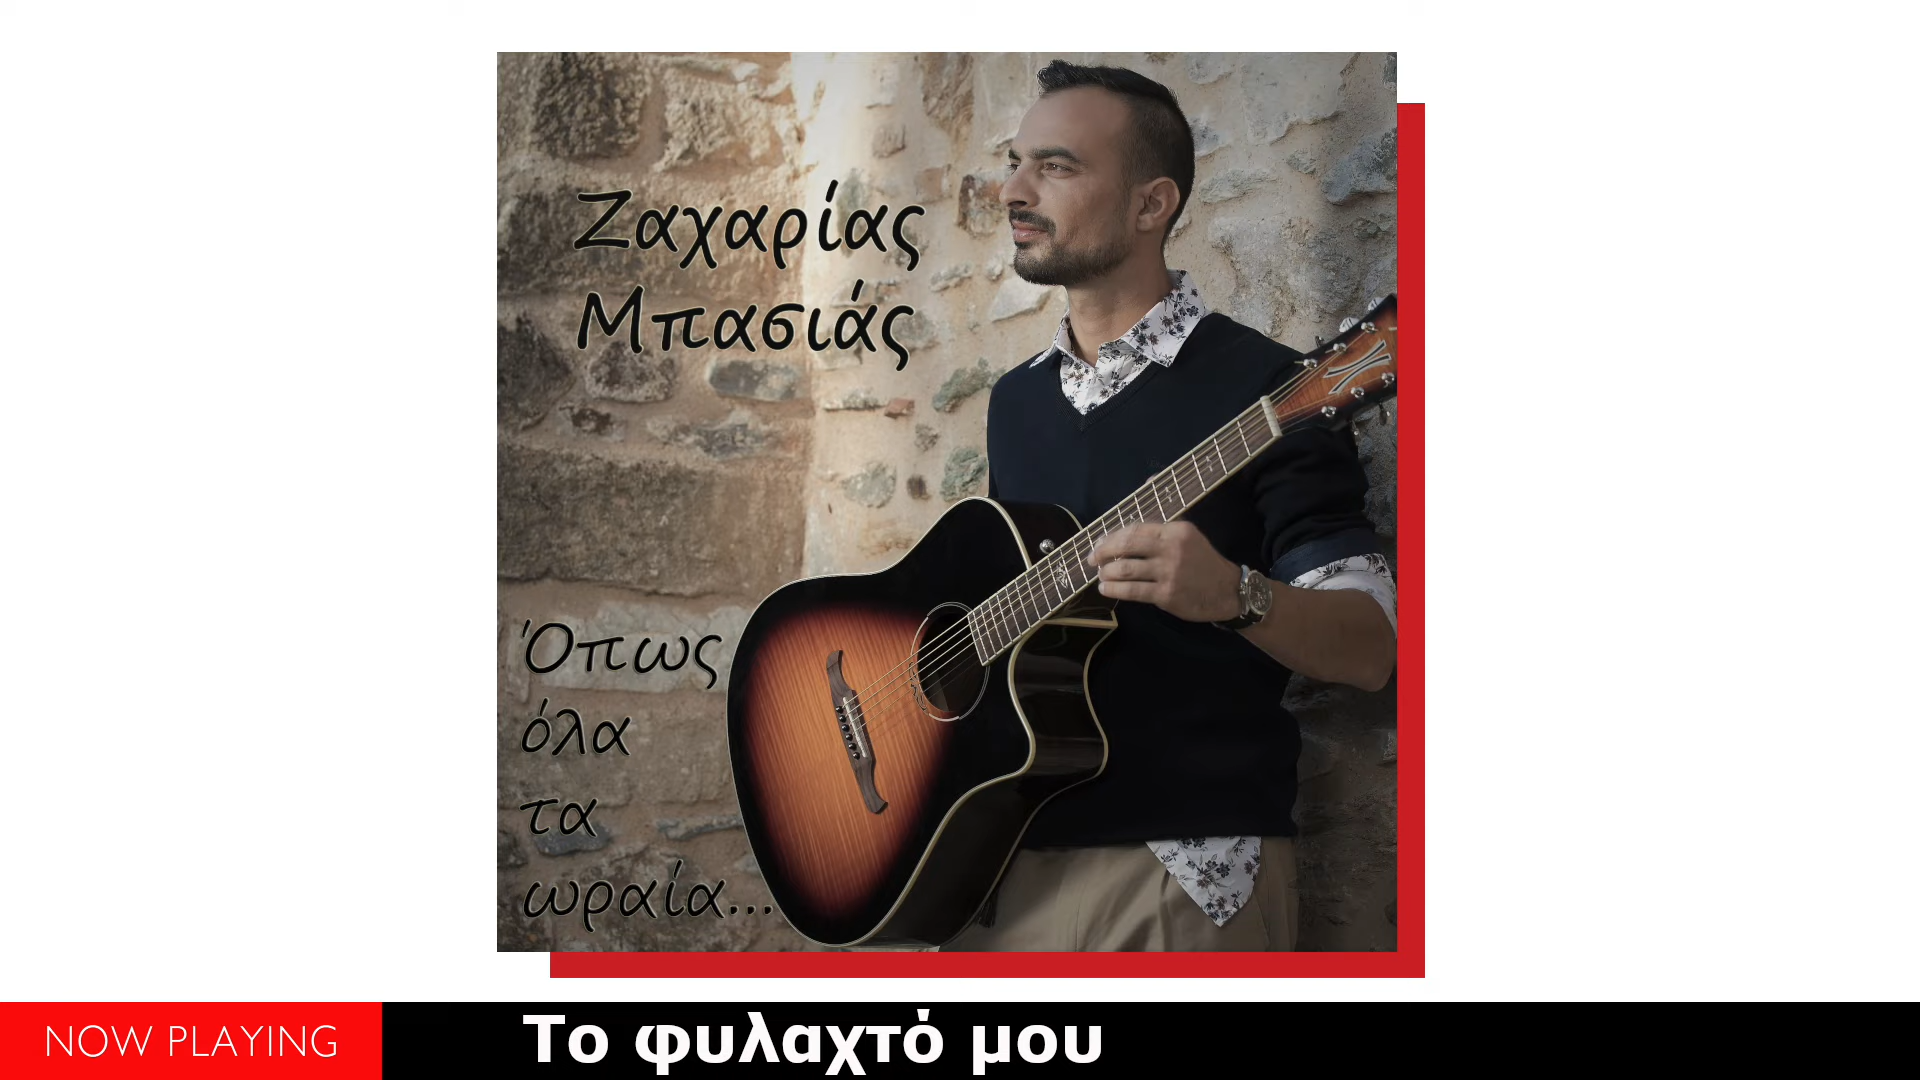 Ζαχαρίας
Μπασιάς
Όπως
όλα
τα
ωραία...
NOW PLAYING
Το φυλαχτό μου